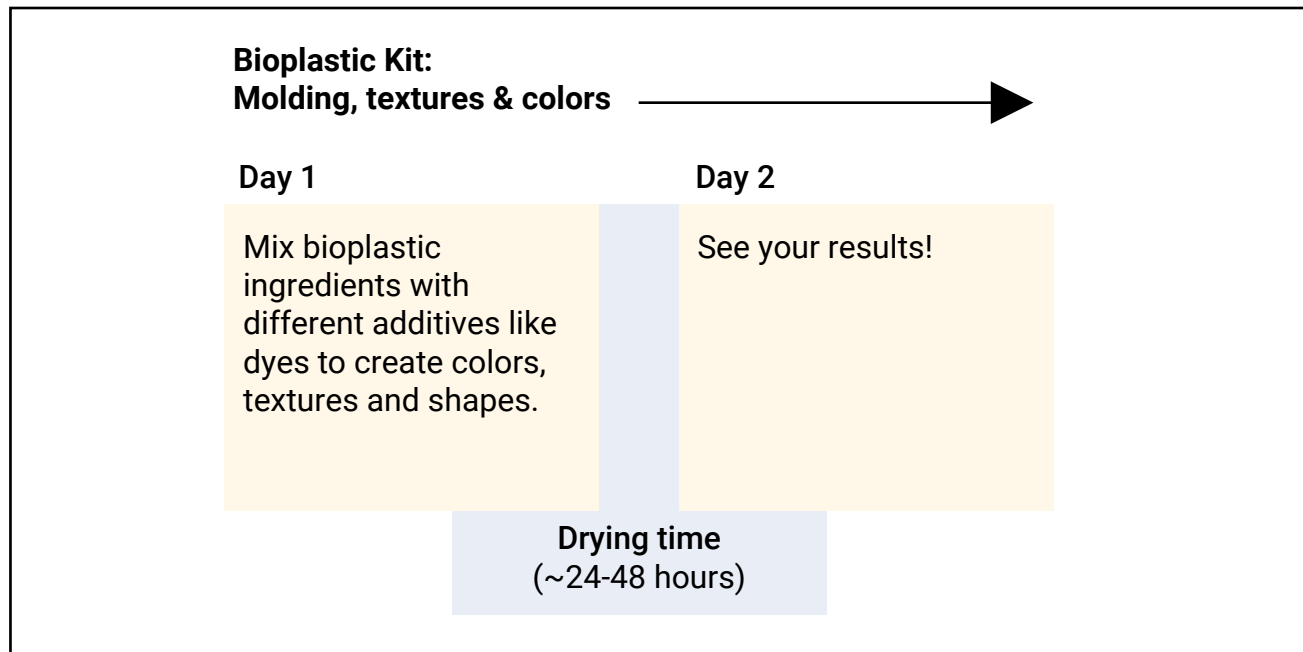 Bioplastic Kit:
Molding, textures & colors
Day 1
Mix bioplastic
ingredients with
different additives like
dyes to create colors,
textures and shapes.
Day 2
See your results!
Drying time
(~24-48 hours)